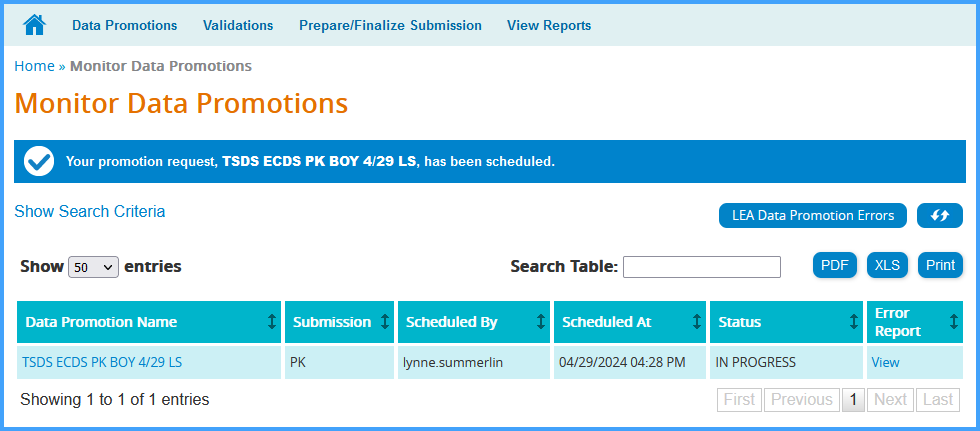 Data Promotions Validations Prepare/Finalize Submission View Reports
Home » Monitor Data Promotions
Monitor Data Promotions
Your promotion request, TSDS ECDS PK BOY 4/29 LS, has been scheduled.
Show Search Criteria LEA Data Promotion Errors
Show 50 entries Search Table: PDF XLS Print
Data Promotion Name Submission Scheduled By Scheduled At Status Error Report
TSDS ECDS PK BOY 4/29 LS PK lynne.summerlin 04/29/2024 04:28 PM IN PROGRESS View
Showing 1 to 1 of 1 entries First Previous 1 Next Last